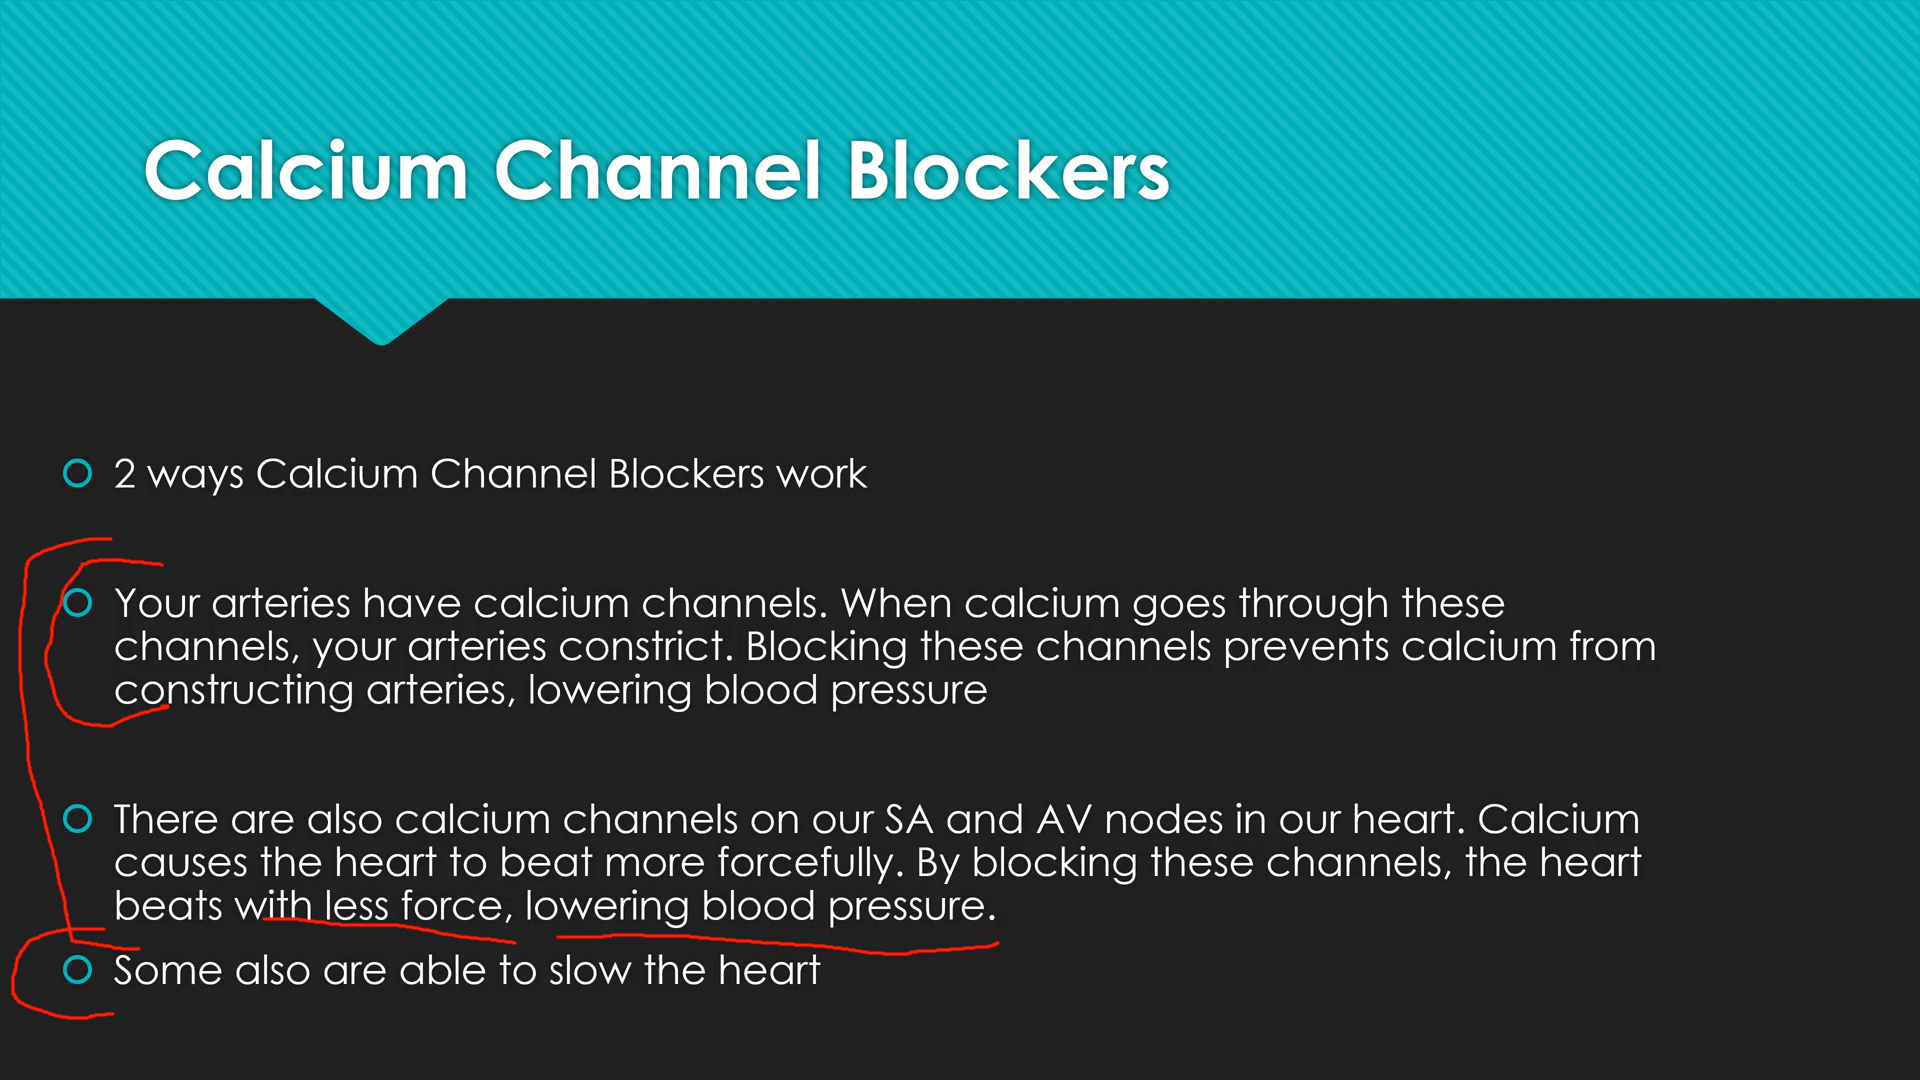 Calcium Channel Blockers
2 ways Calcium Channel Blockers work
Your arteries have calcium channels. When calcium goes through these
channels, your arteries constrict. Blocking these channels prevents calcium from
constructing arteries, lowering blood pressure
There are also calcium channels on our SA and AV nodes in our heart. Calcium
causes the heart to beat more forcefully. By blocking these channels, the heart
beats with less force, lowering blood pressure.
Some also are able to slow the heart